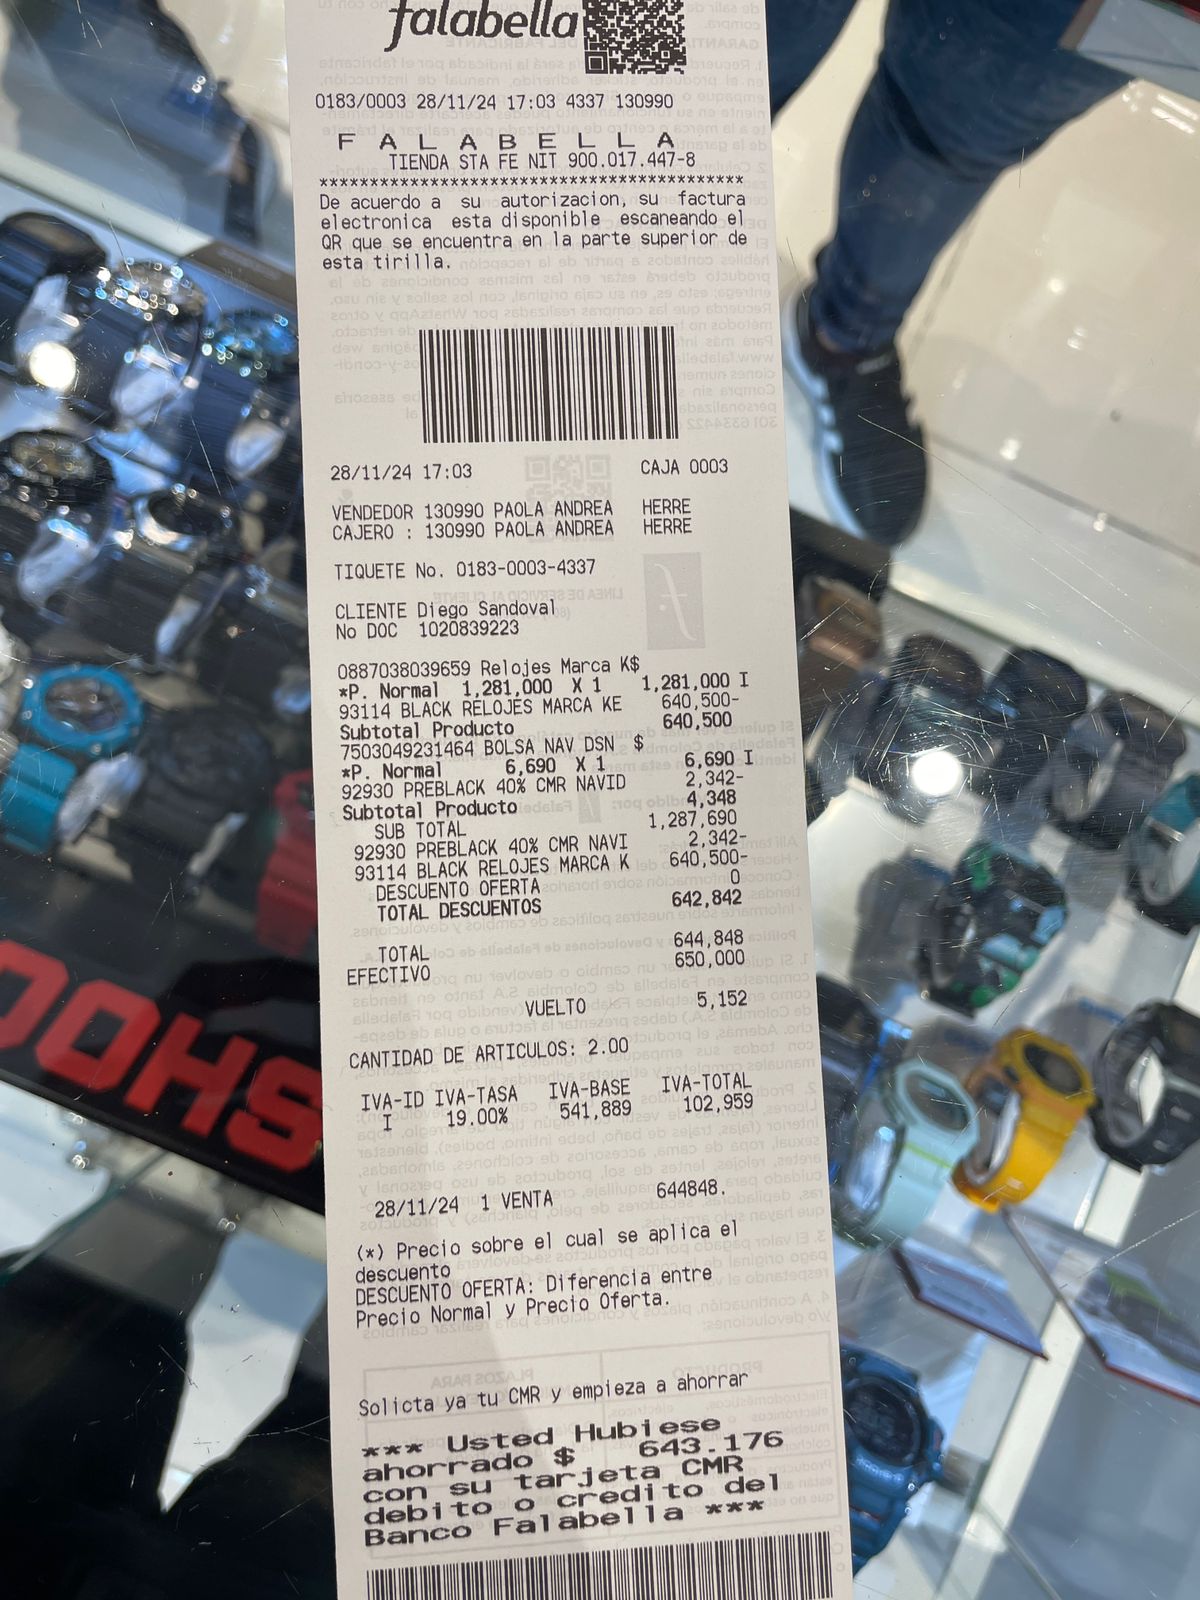 falabella
0183/0003 28/11/24 17:03 4337 130990
F A L A B E L L A
TIENDA STA FE NIT 900.017.447-8
*******************************************
De acuerdo a su autorizacion, su factura
electronica esta disponible escaneando el
QR que se encuentra en la parte superior de
esta tirilla.
28/11/24 17:03 CAJA 0003
VENDEDOR 130990 PAOLA ANDREA HERRE
CAJERO : 130990 PAOLA ANDREA HERRE
TIQUETE No. 0183-0003-4337
CLIENTE Diego Sandoval
No DOC 1020839223
0887038039659 Relojes Marca K$
*P. Normal 1,281,000 X 1 1,281,000 I
93114 BLACK RELOJES MARCA KE 640,500-
Subtotal Producto 640,500
7503049231464 BOLSA NAV DSN $
*P. Normal 6,690 X 1 6,690 I
92930 PREBLACK 40% CMR NAVID 2,342-
Subtotal Producto 4,348
SUB TOTAL 1,287,690
92930 PREBLACK 40% CMR NAVI 2,342-
93114 BLACK RELOJES MARCA K 640,500-
DESCUENTO OFERTA 0
TOTAL DESCUENTOS 642,842
TOTAL 644,848
EFECTIVO 650,000
VUELTO 5,152
CANTIDAD DE ARTICULOS: 2.00
IVA-ID IVA-TASA IVA-BASE IVA-TOTAL
I 19.00% 541,889 102,959
28/11/24 1 VENTA 644848.
(*) Precio sobre el cual se aplica el
descuento
DESCUENTO OFERTA: Diferencia entre
Precio Normal y Precio Oferta.
Solicta ya tu CMR y empieza a ahorrar
*** Usted Hubiese
ahorrado $ 643.176
con su tarjeta CMR
debito o credito del
Banco Falabella ***